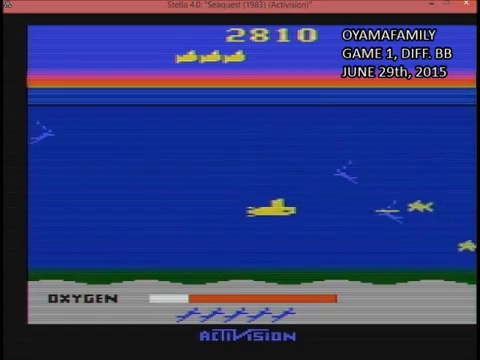 Stella 4.0: "Seaquest (1983) (Activision)"
2810
OYAMAFAMILY
GAME 1, DIFF. BB
JUNE 29th, 2015
OXYGEN
ACTIVISION